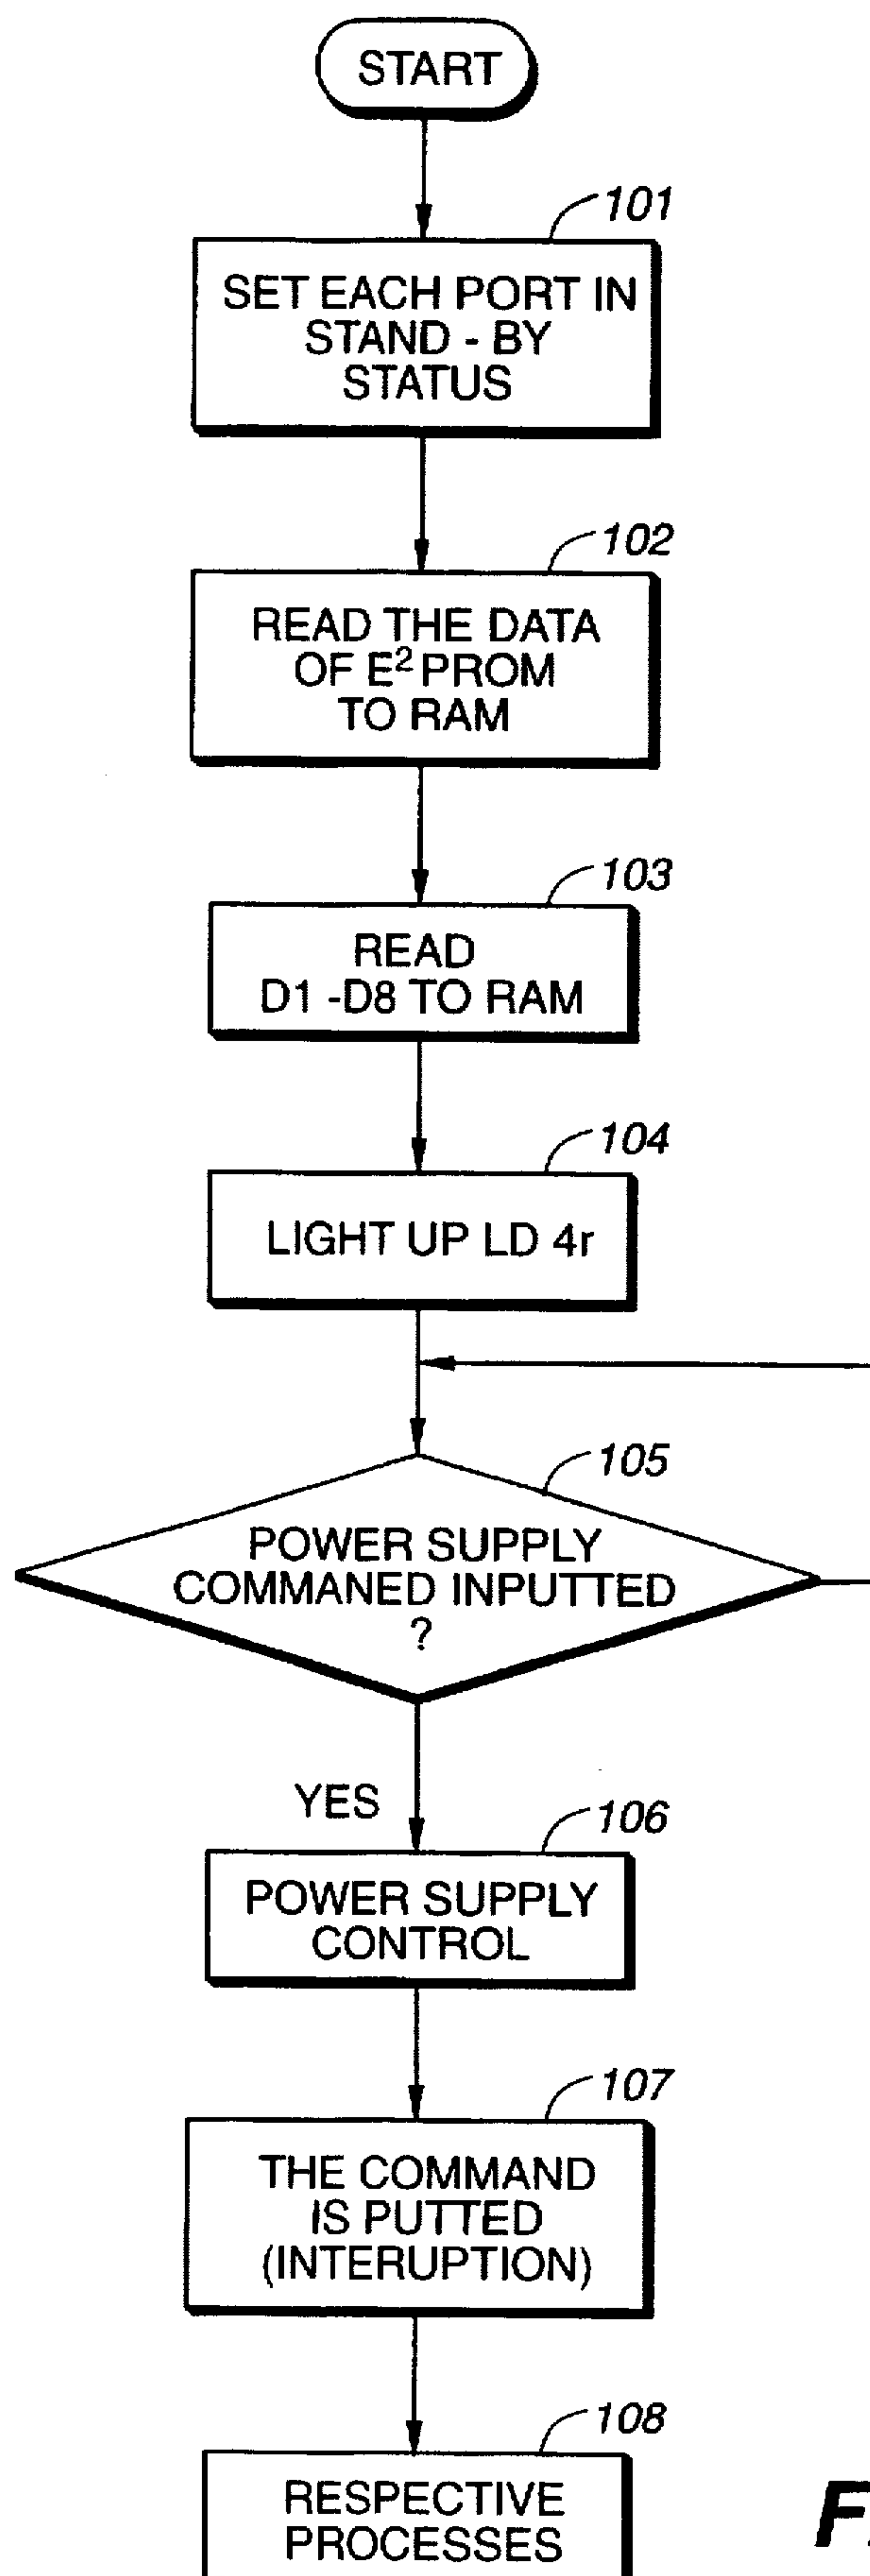 START
101
SET EACH PORT IN
STAND - BY
STATUS
102
READ THE DATA
OF E² PROM
TO RAM
103
READ
D1 -D8 TO RAM
104
LIGHT UP LD 4r
105
POWER SUPPLY
COMMANED INPUTTED
?
YES
106
POWER SUPPLY
CONTROL
107
THE COMMAND
IS PUTTED
(INTERUPTION)
108
RESPECTIVE
PROCESSES